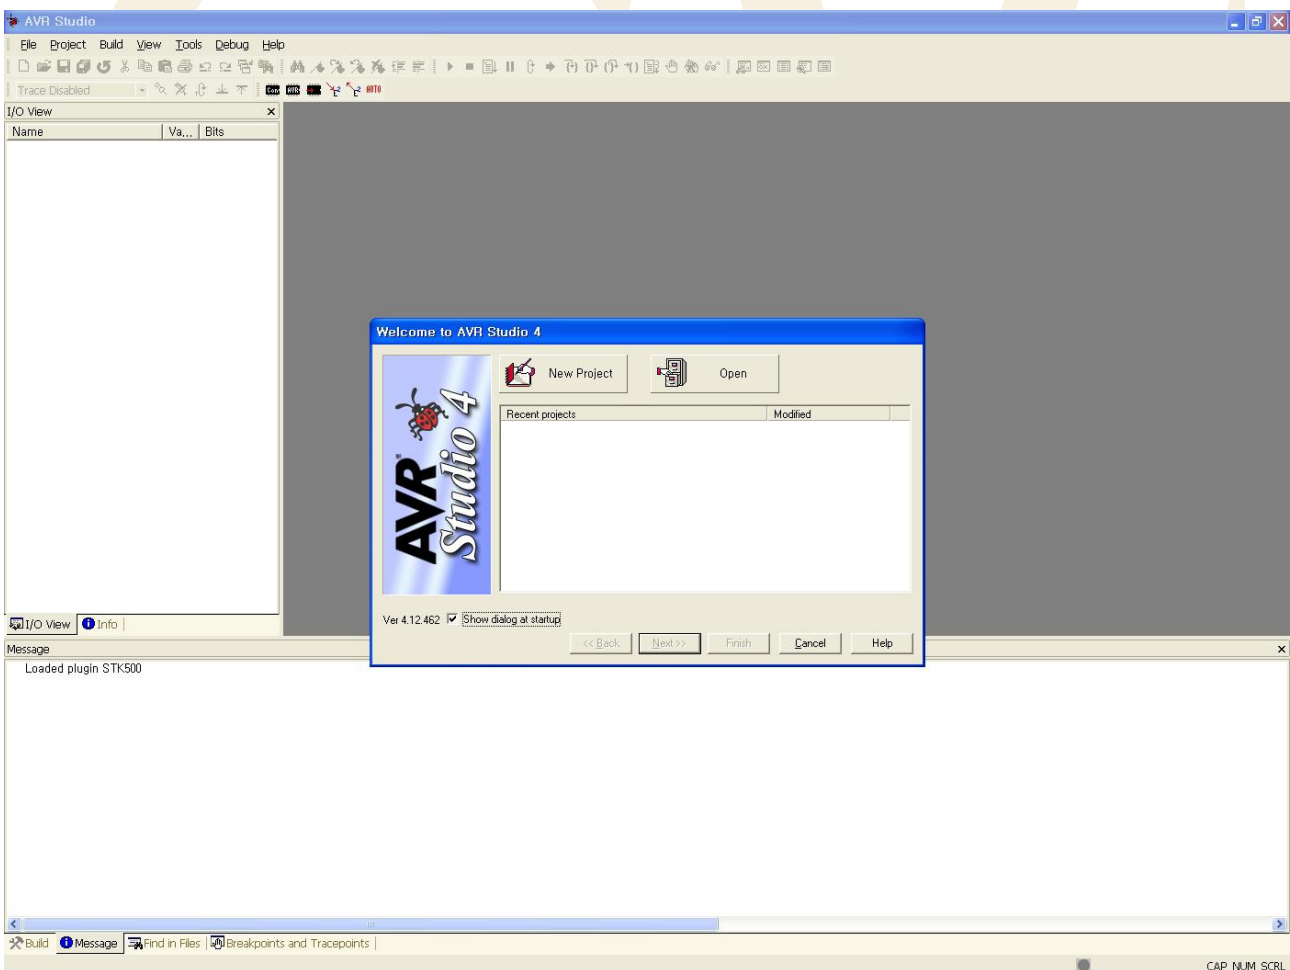 AVR Studio
File Project Build View Tools Debug Help
Trace Disabled
Con AVR AUTO
I/O View
Name Va... Bits
Welcome to AVR Studio 4
New Project Open
Recent projects Modified
AVR
Studio 4
Ver 4.12.462 Show dialog at startup
<< Back Next >> Finish Cancel Help
I/O View Info
Message
Loaded plugin STK500
Build Message Find in Files Breakpoints and Tracepoints
CAP NUM SCRL